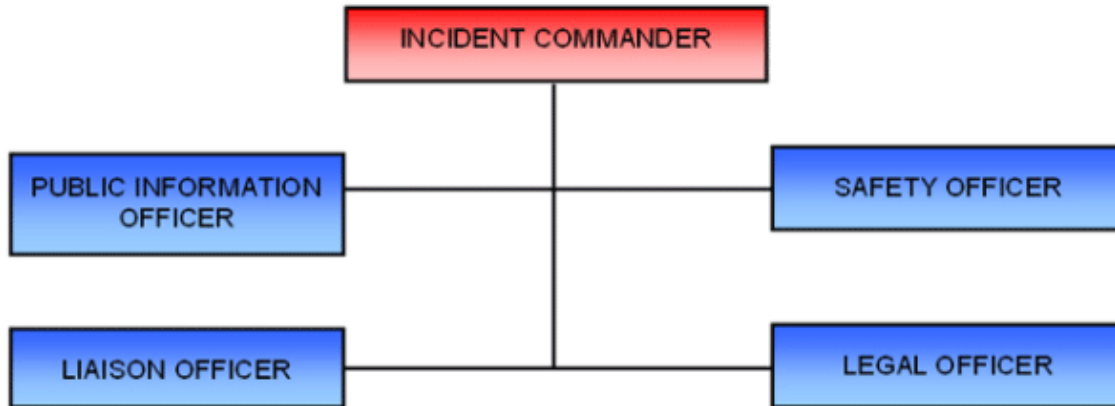 INCIDENT COMMANDER
PUBLIC INFORMATION
OFFICER
SAFETY OFFICER
LIAISON OFFICER
LEGAL OFFICER